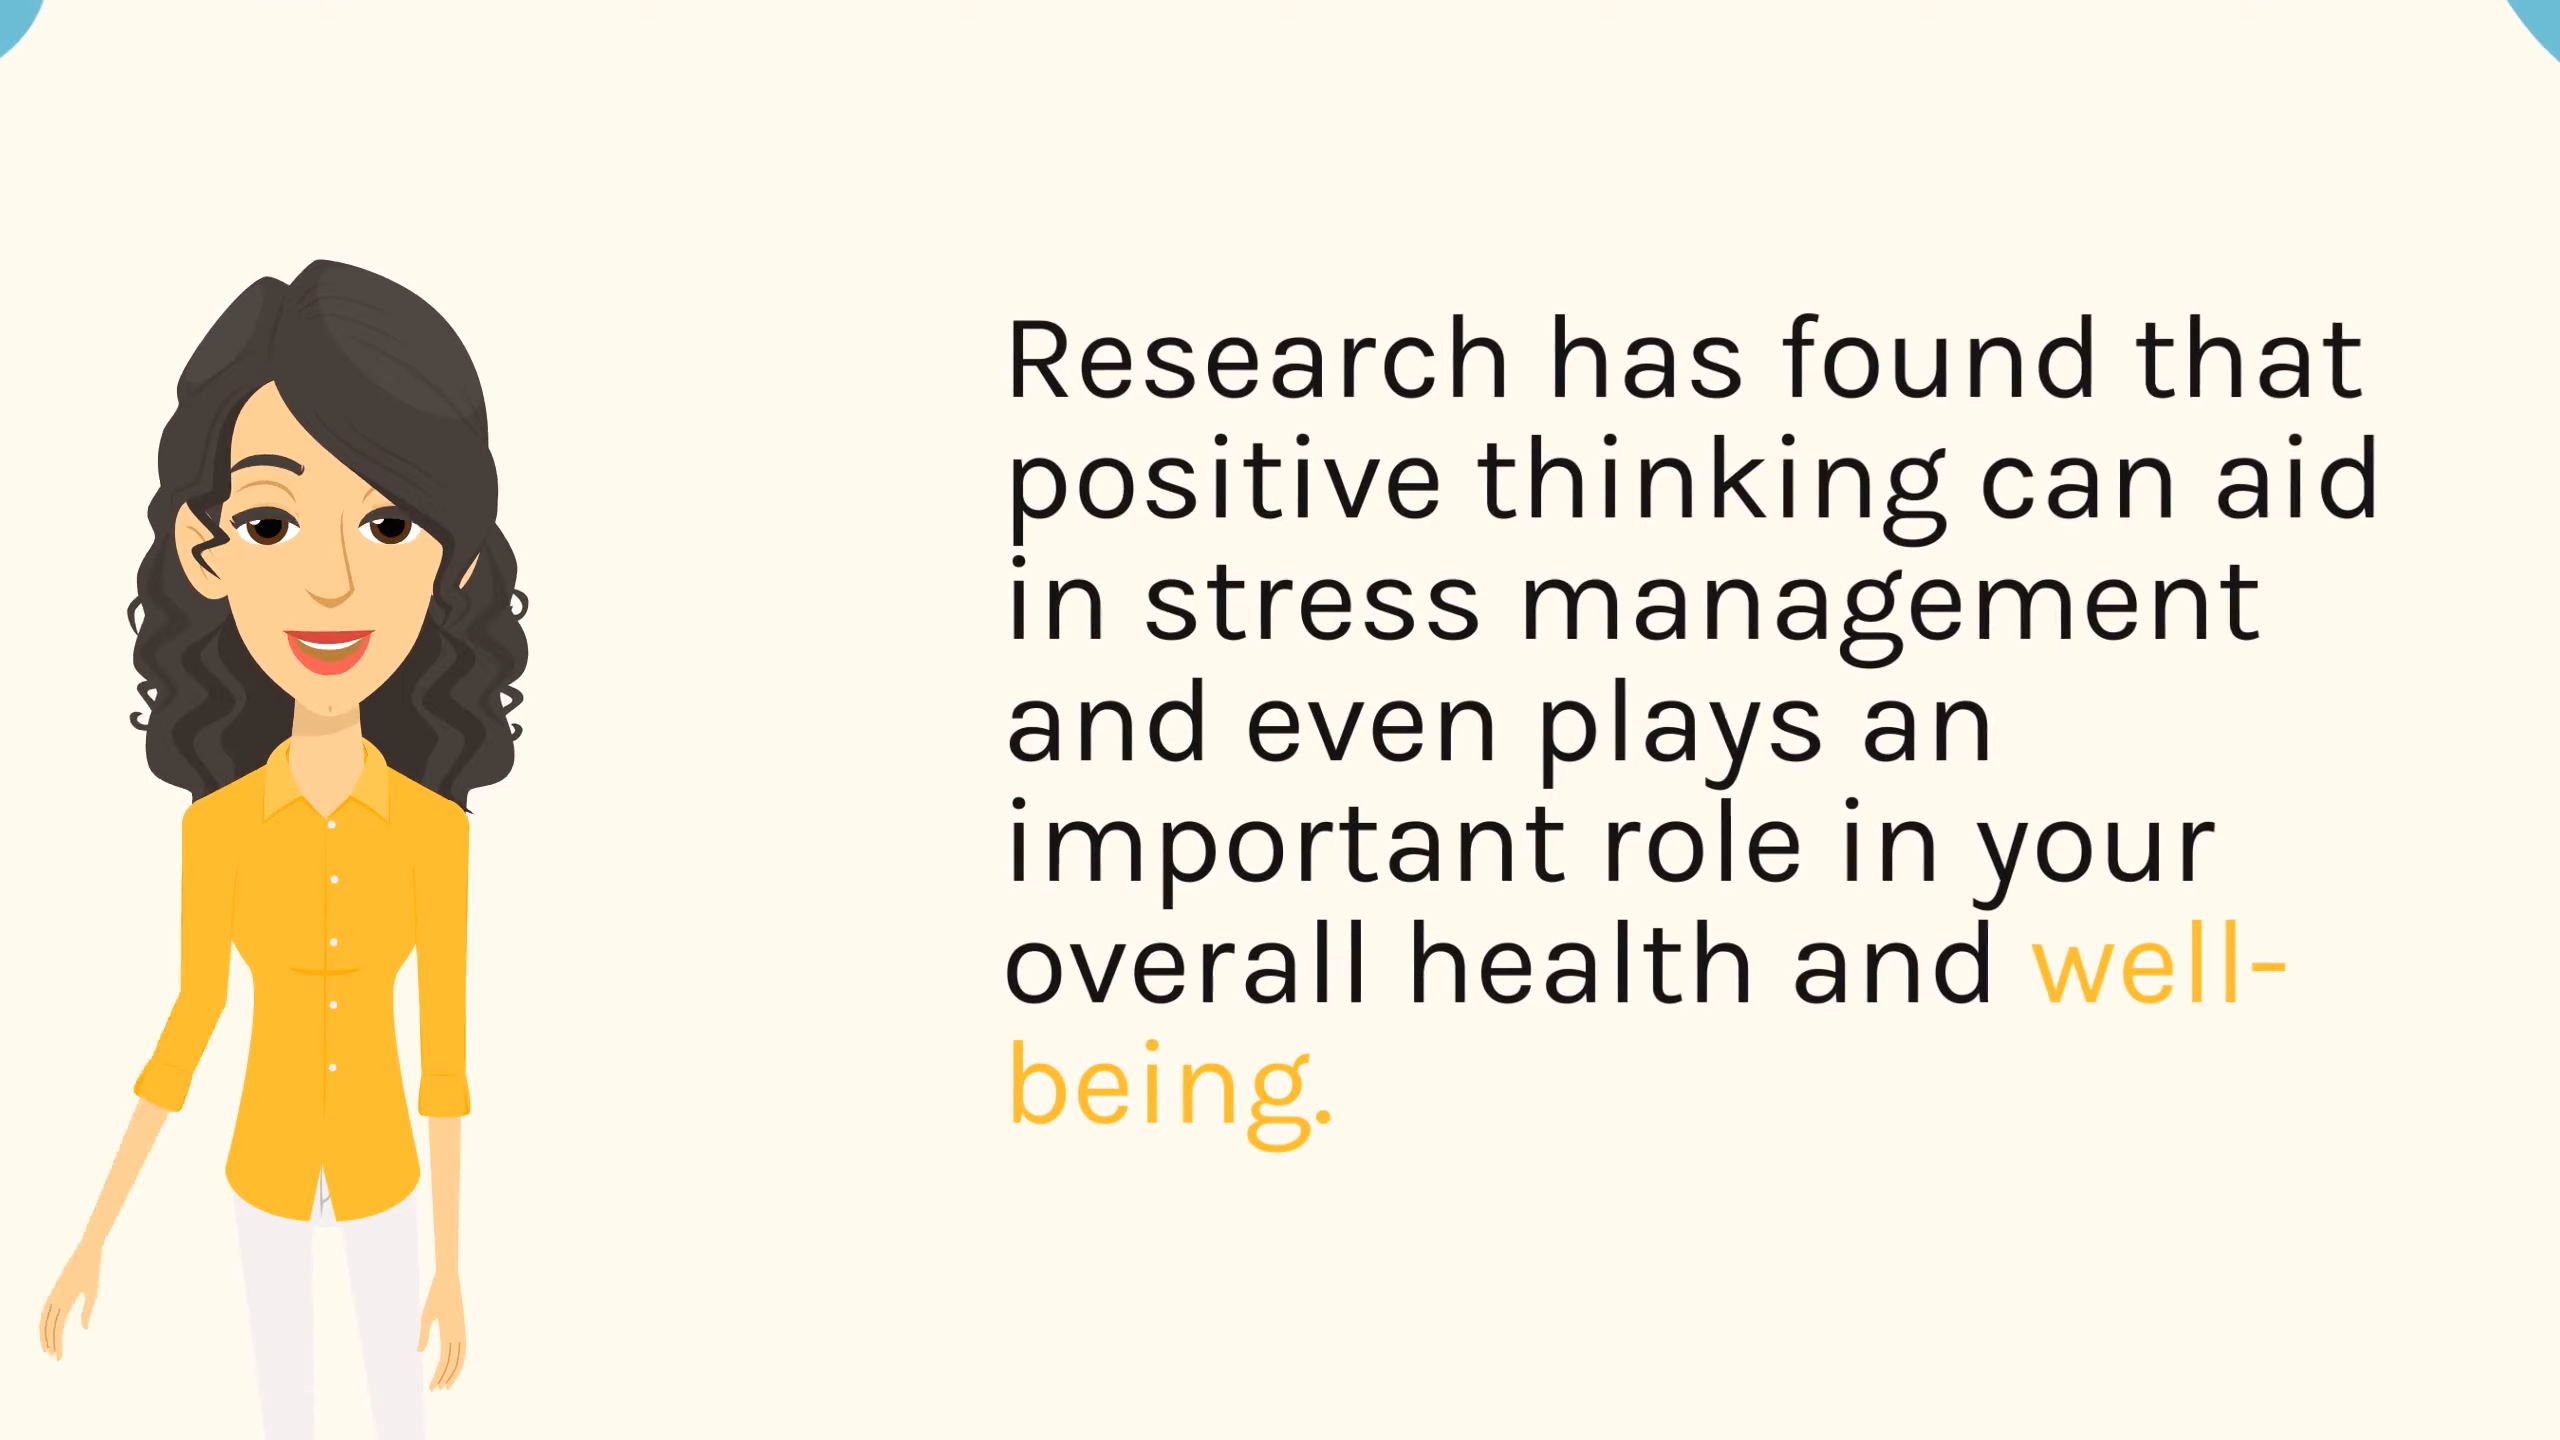 Research has found that
positive thinking can aid
in stress management
and even plays an
important role in your
overall health and well-
being.